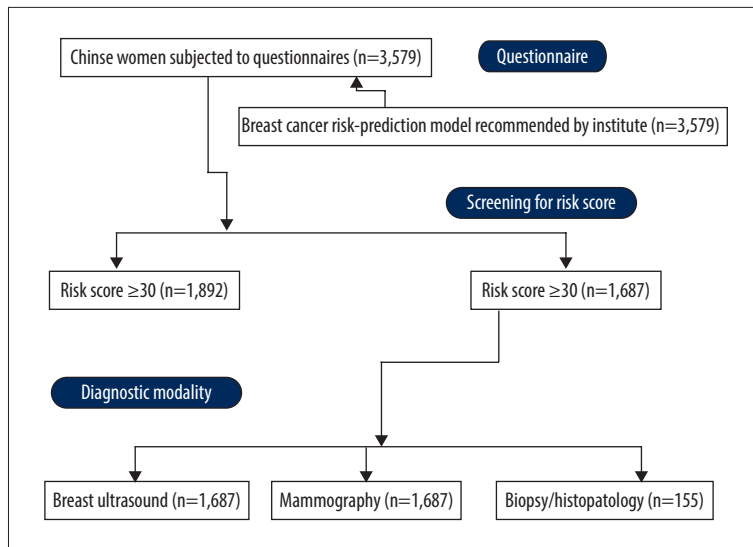 Chinse women subjected to questionnaires (n=3,579)
Questionnaire
Breast cancer risk-prediction model recommended by institute (n=3,579)
Screening for risk score
Risk score ≥30 (n=1,892)
Risk score ≥30 (n=1,687)
Diagnostic modality
Breast ultrasound (n=1,687)
Mammography (n=1,687)
Biopsy/histopatology (n=155)